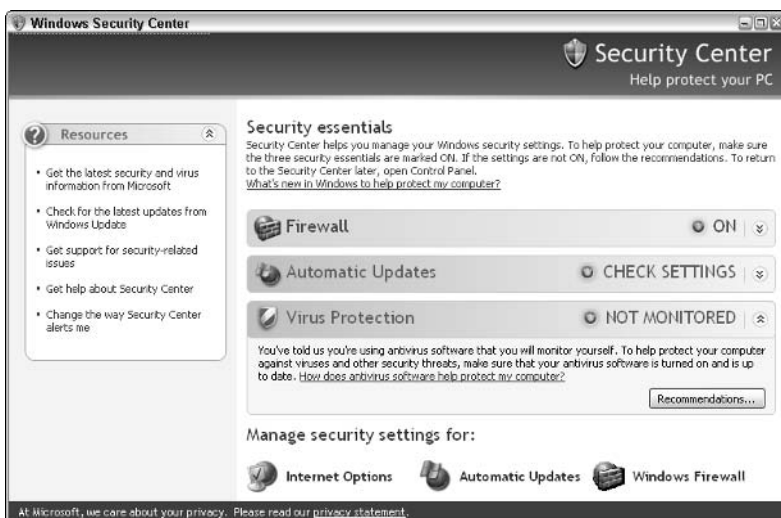 Windows Security Center
Security Center
Help protect your PC
Resources
• Get the latest security and virus
information from Microsoft
• Check for the latest updates from
Windows Update
• Get support for security-related
issues
• Get help about Security Center
• Change the way Security Center
alerts me
Security essentials
Security Center helps you manage your Windows security settings. To help protect your computer, make sure
the three security essentials are marked ON. If the settings are not ON, follow the recommendations. To return
to the Security Center later, open Control Panel.
What's new in Windows to help protect my computer?
Firewall ON
Automatic Updates CHECK SETTINGS
Virus Protection NOT MONITORED
You've told us you're using antivirus software that you will monitor yourself. To help protect your computer
against viruses and other security threats, make sure that your antivirus software is turned on and is up
to date. How does antivirus software help protect my computer?
Recommendations...
Manage security settings for:
Internet Options Automatic Updates Windows Firewall
At Microsoft, we care about your privacy. Please read our privacy statement.